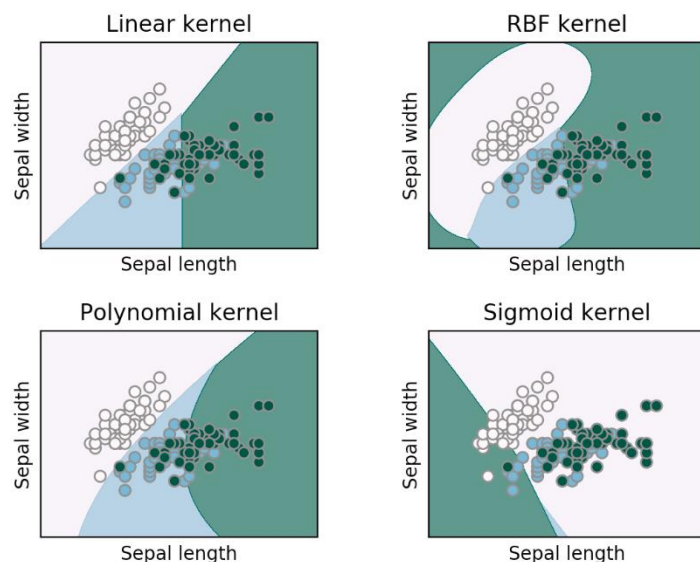 Linear kernel
RBF kernel
Sepal width
Sepal width
Sepal length
Sepal length
Polynomial kernel
Sigmoid kernel
Sepal width
Sepal width
Sepal length
Sepal length